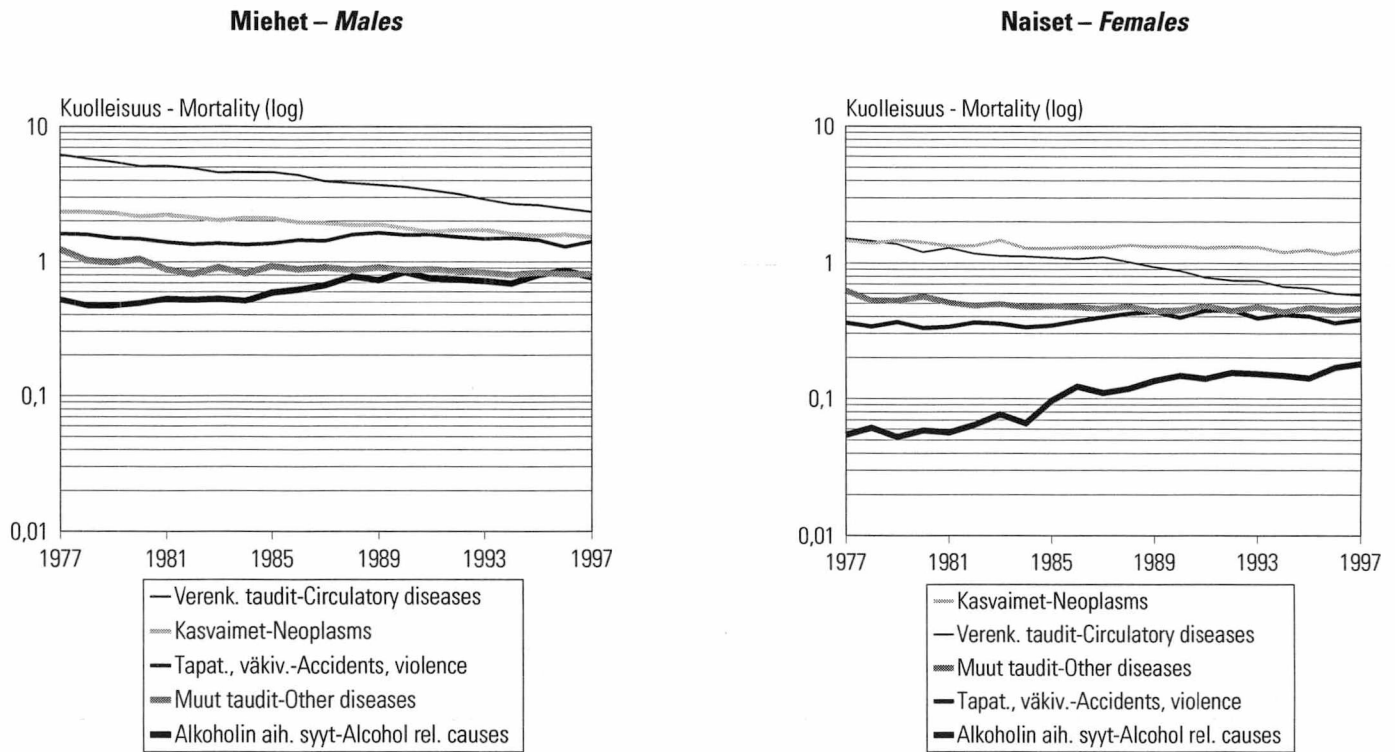 Miehet – Males
Kuolleisuus - Mortality (log)
10
1
0,1
0,01
1977 1981 1985 1989 1993 1997
Verenk. taudit-Circulatory diseases
Kasvaimet-Neoplasms
Tapat., väkiv.-Accidents, violence
Muut taudit-Other diseases
Alkoholin aih. syyt-Alcohol rel. causes
Naiset – Females
Kuolleisuus - Mortality (log)
10
1
0,1
0,01
1977 1981 1985 1989 1993 1997
Kasvaimet-Neoplasms
Verenk. taudit-Circulatory diseases
Muut taudit-Other diseases
Tapat., väkiv.-Accidents, violence
Alkoholin aih. syyt-Alcohol rel. causes